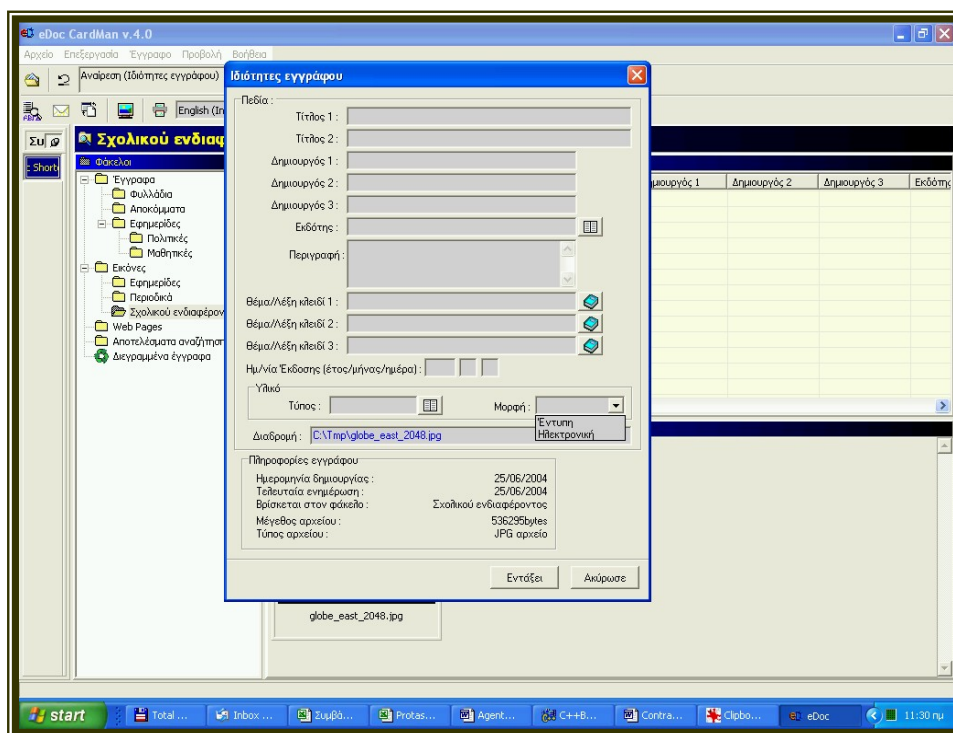 eDoc CardMan v.4.0
Αρχείο Επεξεργασία Έγγραφο Προβολή Βοήθεια
Αναίρεση (Ιδιότητες εγγράφου)
English (In
Συ
Σχολικού ενδιαφ
: Short
Φάκελοι
Έγγραφα
Φυλλάδια
Αποκόμματα
Εφημερίδες
Πολιτικές
Μαθητικές
Εικόνες
Εφημερίδες
Περιοδικά
Σχολικού ενδιαφέρον
Web Pages
Αποτελέσματα αναζήτησr
Διεγραμμένα έγγραφα
μιουργός 1 Δημιουργός 2 Δημιουργός 3 Εκδότης
Ιδιότητες εγγράφου
Πεδία :
Τίτλος 1 :
Τίτλος 2 :
Δημιουργός 1 :
Δημιουργός 2 :
Δημιουργός 3 :
Εκδότης :
Περιγραφή :
Θέμα/Λέξη κλειδί 1 :
Θέμα/Λέξη κλειδί 2 :
Θέμα/Λέξη κλειδί 3 :
Ημ/νία Έκδοσης (έτος/μήνας/ημέρα) :
Υλικό
Τύπος : Μορφή :
Έντυπη
Ηλεκτρονική
Διαδρομή : C:\Tmp\globe_east_2048.jpg
Πληροφορίες εγγράφου
Ημερομηνία δημιουργίας : 25/06/2004
Τελευταία ενημέρωση : 25/06/2004
Βρίσκεται στον φάκελο : Σχολικού ενδιαφέροντος
Μέγεθος αρχείου : 536295bytes
Τύπος αρχείου : JPG αρχείο
Εντάξει Ακύρωσε
globe_east_2048.jpg
start Total ... Inbox ... Συμβά... Protas... Agent... C++B... Contra... Clipbo... eDoc 11:30 πμ